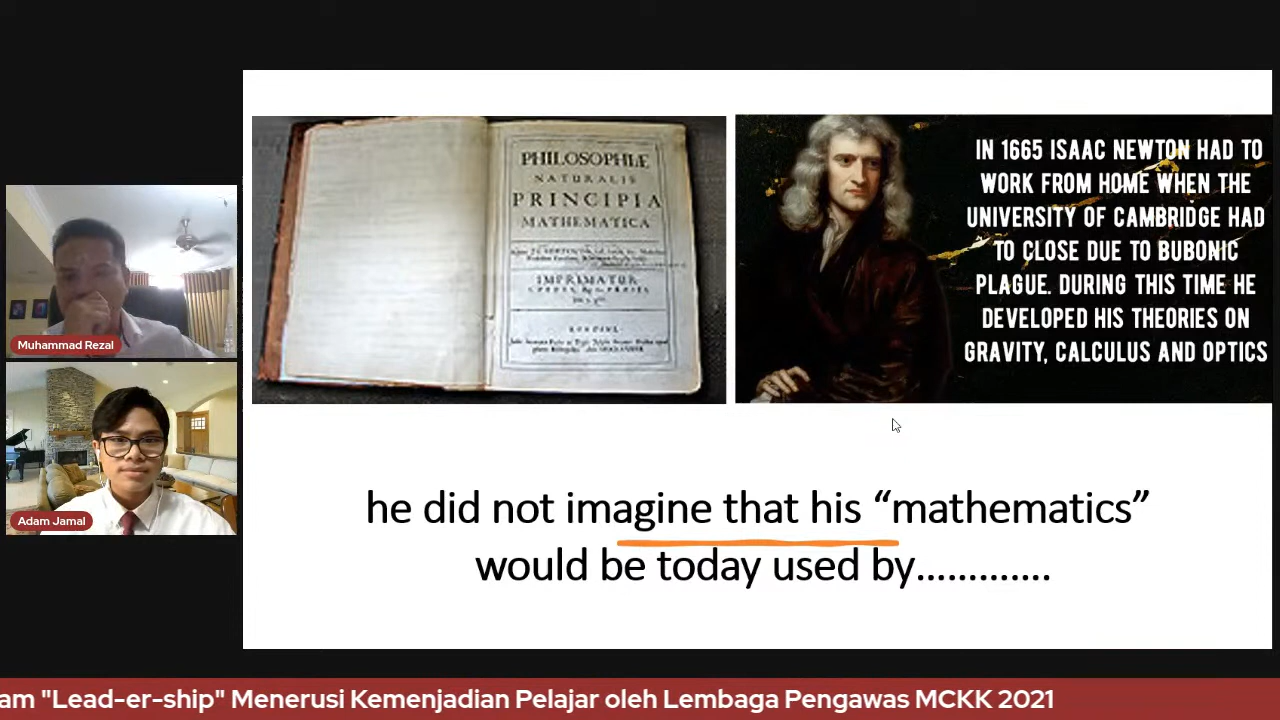 PHILOSOPHIÆ
NATURALIS
PRINCIPIA
MATHEMATICA
IMPRIMATUR
IN 1665 ISAAC NEWTON HAD TO
WORK FROM HOME WHEN THE
UNIVERSITY OF CAMBRIDGE HAD
TO CLOSE DUE TO BUBONIC
PLAGUE. DURING THIS TIME HE
DEVELOPED HIS THEORIES ON
GRAVITY, CALCULUS AND OPTICS
Muhammad Rezal
Adam Jamal
he did not imagine that his “mathematics”
would be today used by.............
am "Lead-er-ship" Menerusi Kemenjadian Pelajar oleh Lembaga Pengawas MCKK 2021